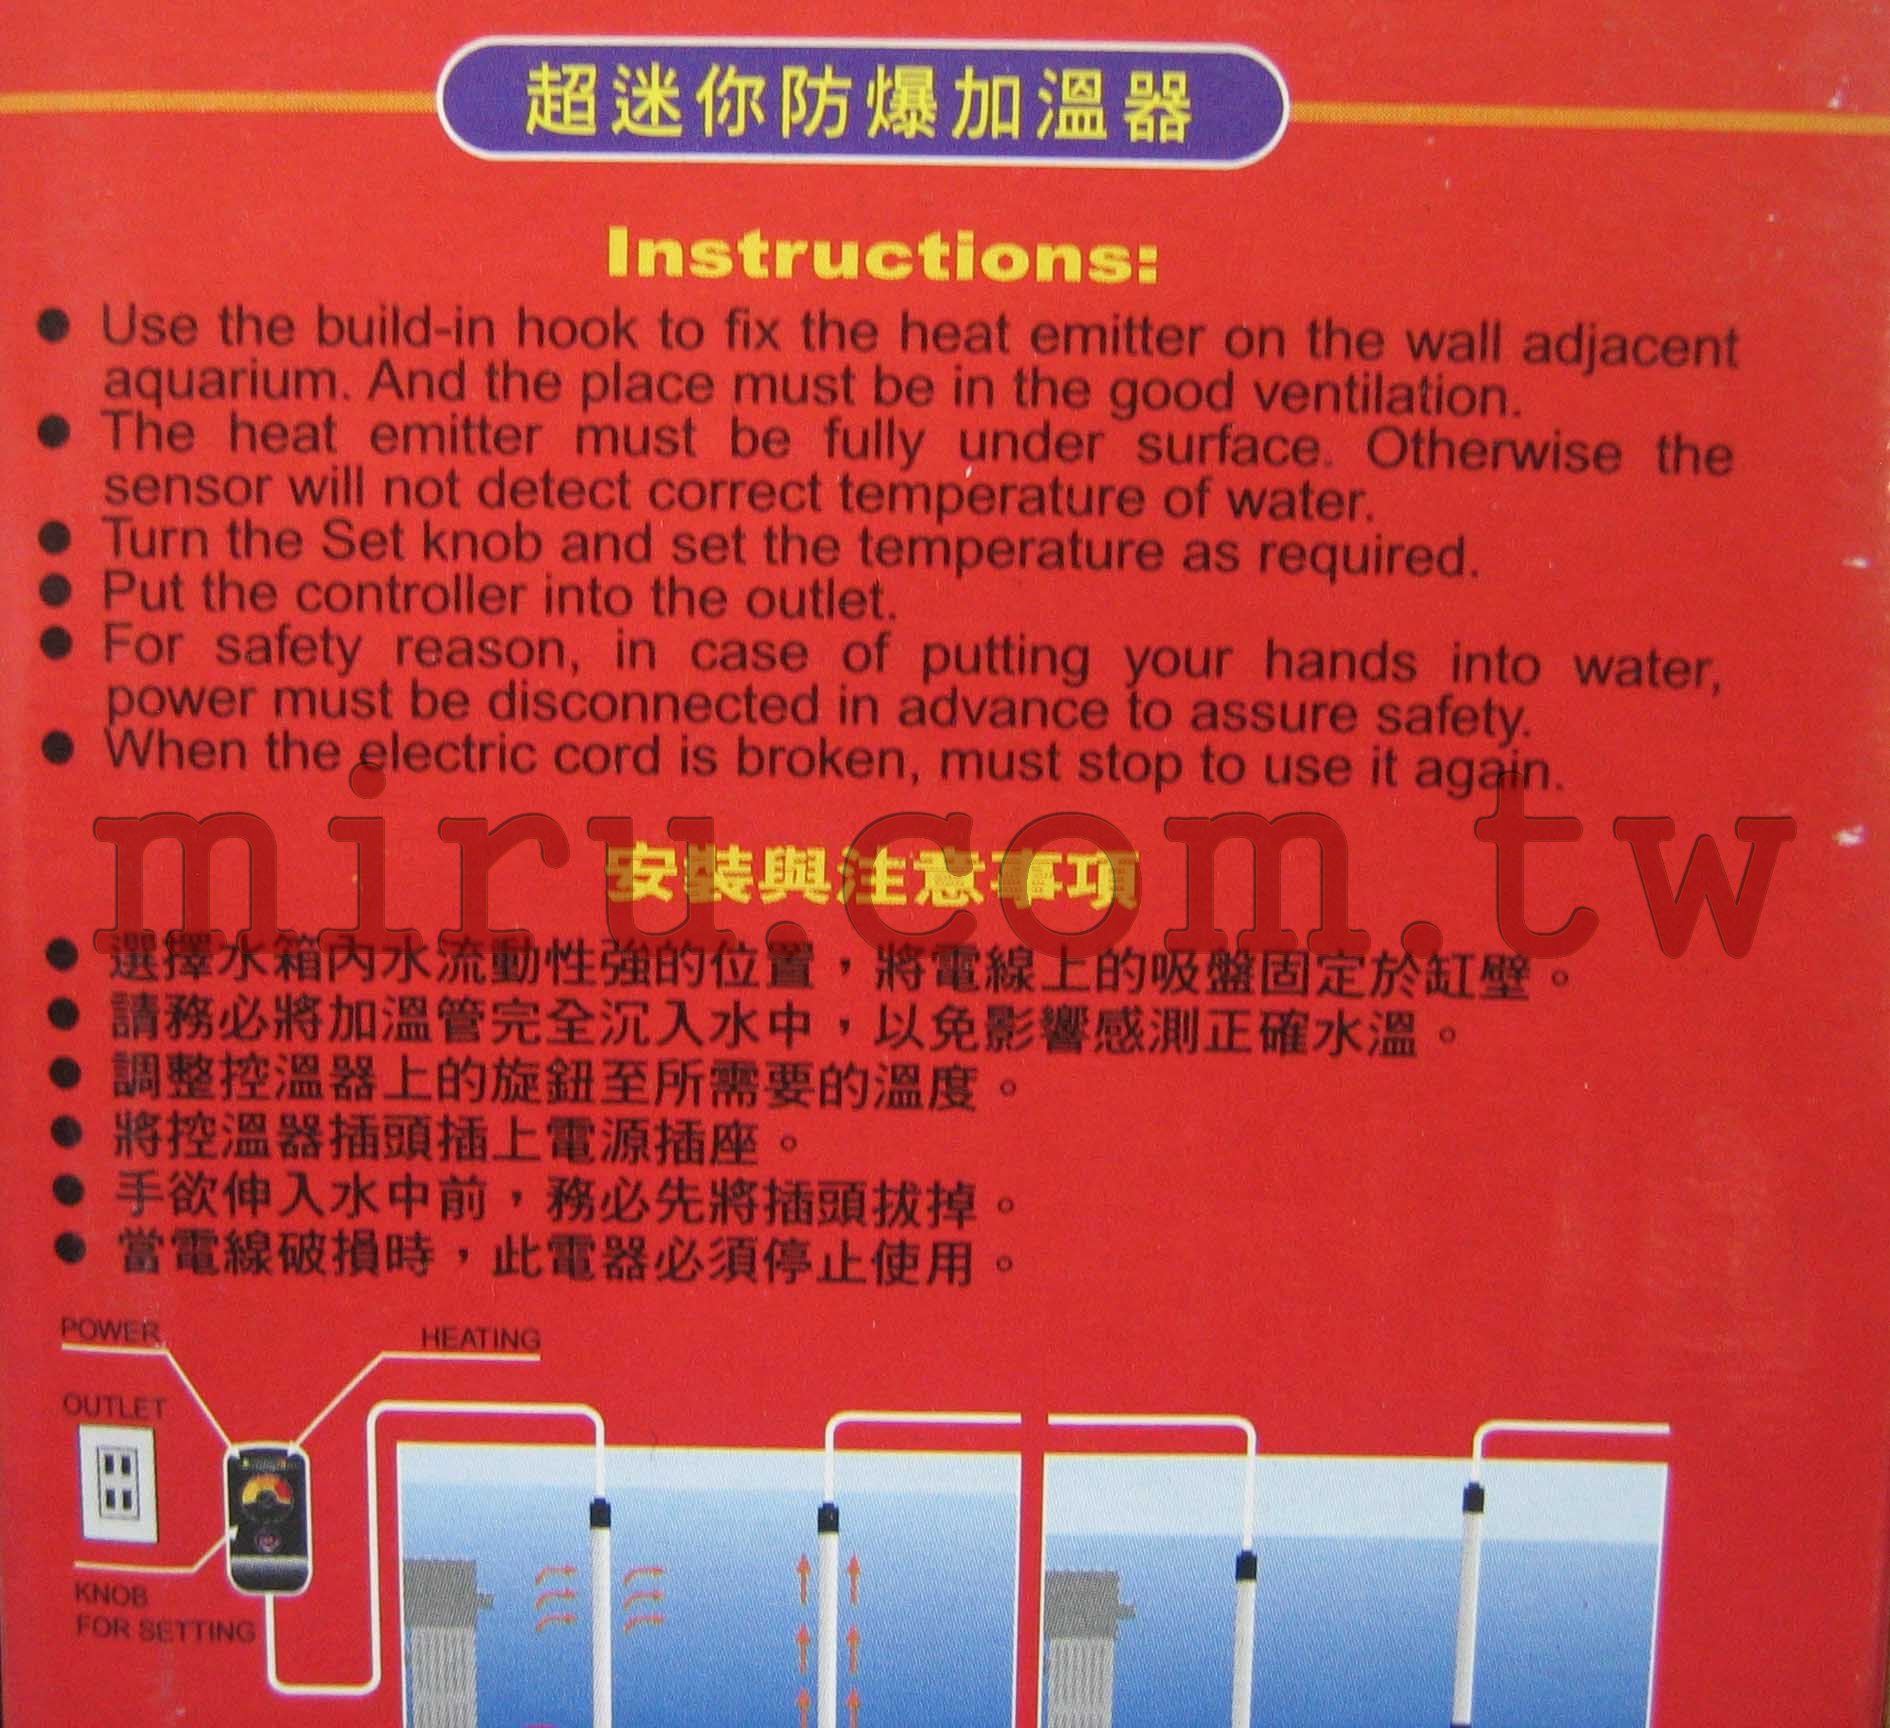 超迷你防爆加溫器
Instructions:
● Use the build-in hook to fix the heat emitter on the wall adjacent
aquarium. And the place must be in the good ventilation.
● The heat emitter must be fully under surface. Otherwise the
sensor will not detect correct temperature of water.
● Turn the Set knob and set the temperature as required.
● Put the controller into the outlet.
● For safety reason, in case of putting your hands into water,
power must be disconnected in advance to assure safety.
● When the electric cord is broken, must stop to use it again.
miru.com.tw
安裝與注意事項
● 選擇水箱內水流動性強的位置，將電線上的吸盤固定於缸壁。
● 請務必將加溫管完全沉入水中，以免影響感測正確水溫。
● 調整控溫器上的旋鈕至所需要的溫度。
● 將控溫器插頭插上電源插座。
● 手欲伸入水中前，務必先將插頭拔掉。
● 當電線破損時，此電器必須停止使用。
POWER
HEATING
OUTLET
KNOB
FOR SETTING